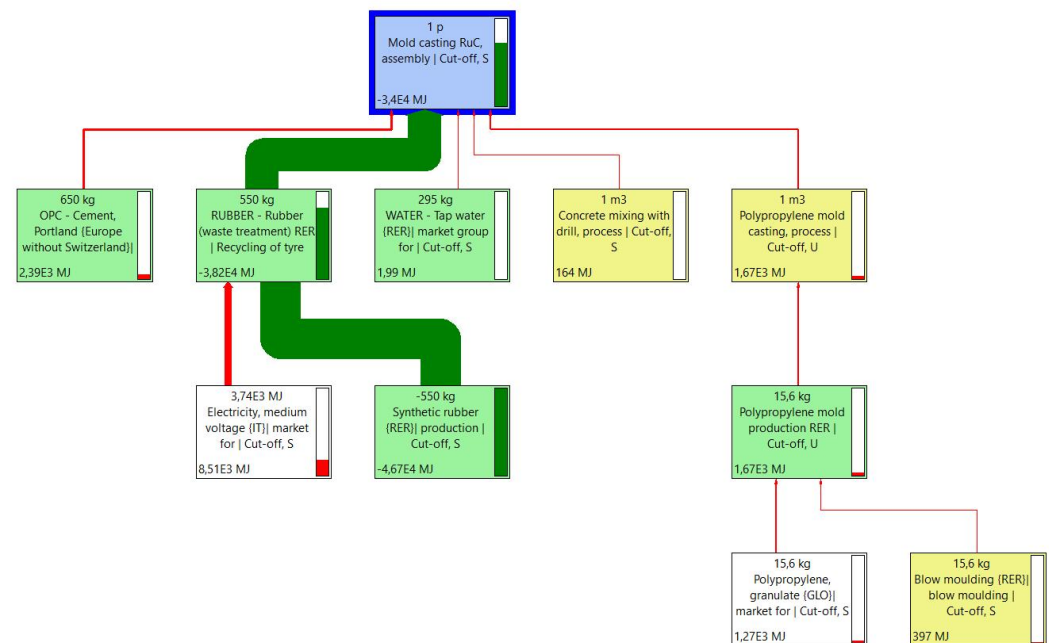 1 p
Mold casting RuC,
assembly | Cut-off, S
-3,4E4 MJ
650 kg
OPC - Cement,
Portland {Europe
without Switzerland}|
2,39E3 MJ
550 kg
RUBBER - Rubber
(waste treatment) RER
| Recycling of tyre
-3,82E4 MJ
295 kg
WATER - Tap water
{RER}| market group
for | Cut-off, S
1,99 MJ
1 m3
Concrete mixing with
drill, process | Cut-off,
S
164 MJ
1 m3
Polypropylene mold
casting, process |
Cut-off, U
1,67E3 MJ
3,74E3 MJ
Electricity, medium
voltage {IT}| market
for | Cut-off, S
8,51E3 MJ
-550 kg
Synthetic rubber
{RER}| production |
Cut-off, S
-4,67E4 MJ
15,6 kg
Polypropylene mold
production RER |
Cut-off, U
1,67E3 MJ
15,6 kg
Polypropylene,
granulate {GLO}|
market for | Cut-off, S
1,27E3 MJ
15,6 kg
Blow moulding {RER}|
blow moulding |
Cut-off, S
397 MJ